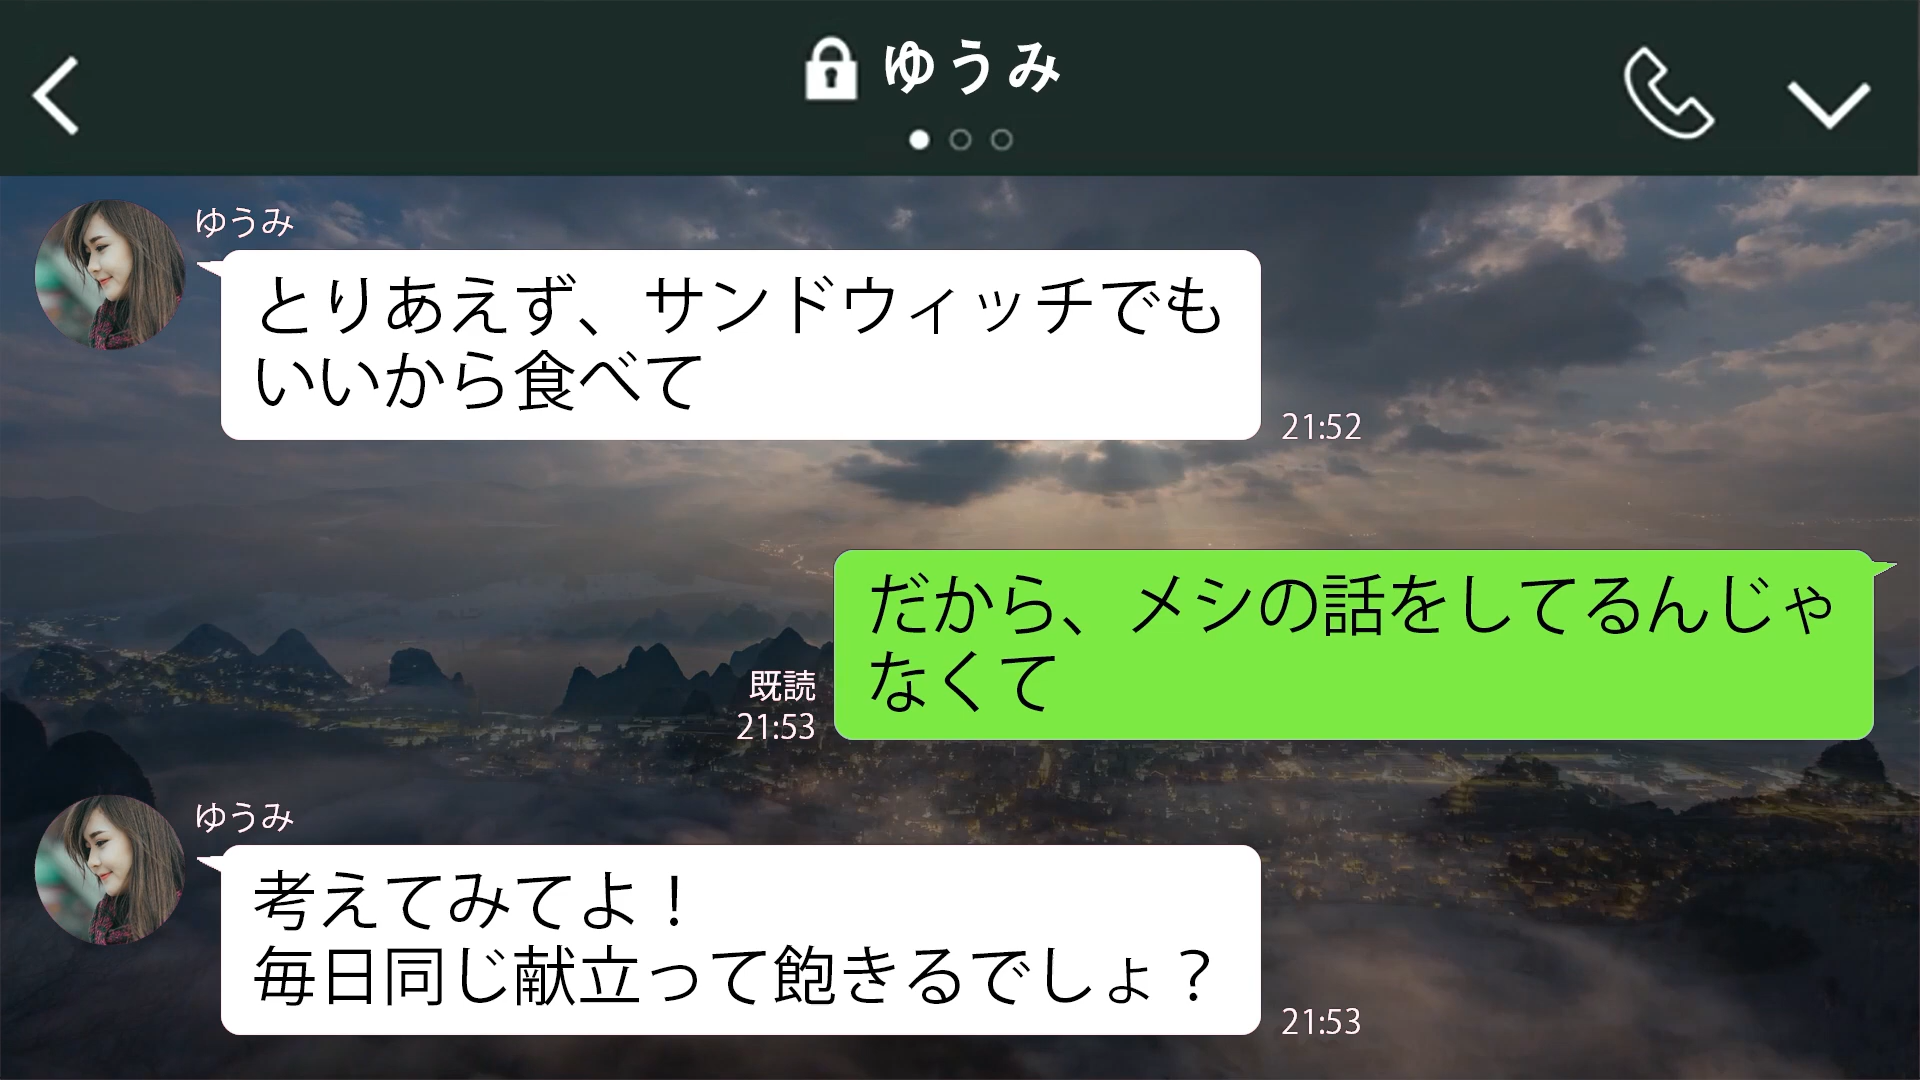 ゆうみ
ゆうみ
とりあえず、サンドウィッチでも
いいから食べて
21:52
だから、メシの話をしてるんじゃ
なくて
既読
21:53
ゆうみ
考えてみてよ！
毎日同じ献立って飽きるでしょ？
21:53